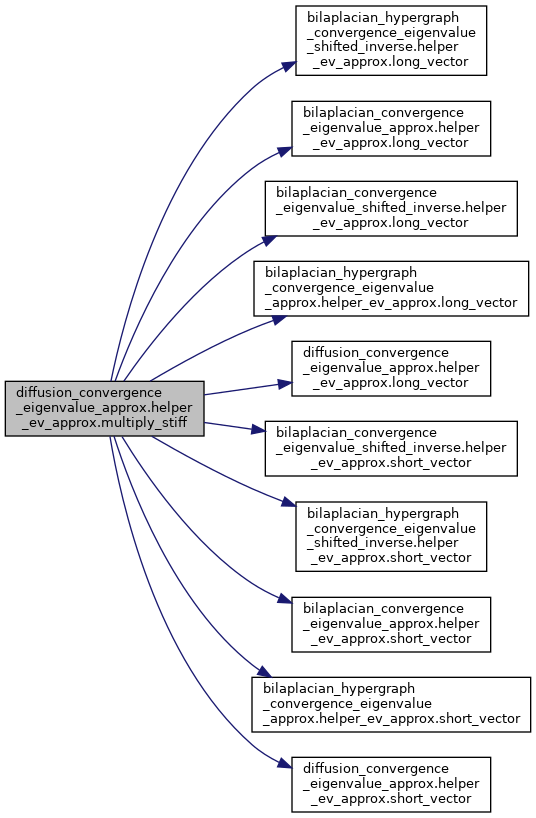 bilaplacian_hypergraph
_convergence_eigenvalue
_shifted_inverse.helper
_ev_approx.long_vector
bilaplacian_convergence
_eigenvalue_approx.helper
_ev_approx.long_vector
bilaplacian_convergence
_eigenvalue_shifted_inverse.helper
_ev_approx.long_vector
bilaplacian_hypergraph
_convergence_eigenvalue
_approx.helper_ev_approx.long_vector
diffusion_convergence
_eigenvalue_approx.helper
_ev_approx.long_vector
diffusion_convergence
_eigenvalue_approx.helper
_ev_approx.multiply_stiff
bilaplacian_convergence
_eigenvalue_shifted_inverse.helper
_ev_approx.short_vector
bilaplacian_hypergraph
_convergence_eigenvalue
_shifted_inverse.helper
_ev_approx.short_vector
bilaplacian_convergence
_eigenvalue_approx.helper
_ev_approx.short_vector
bilaplacian_hypergraph
_convergence_eigenvalue
_approx.helper_ev_approx.short_vector
diffusion_convergence
_eigenvalue_approx.helper
_ev_approx.short_vector